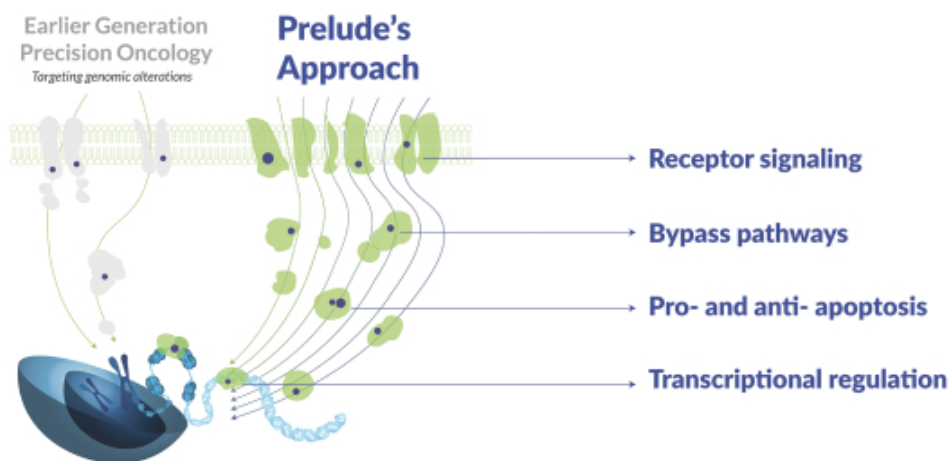 Earlier Generation
Precision Oncology
Targeting genomic alterations
Prelude's
Approach
Receptor signaling
Bypass pathways
Pro- and anti- apoptosis
Transcriptional regulation